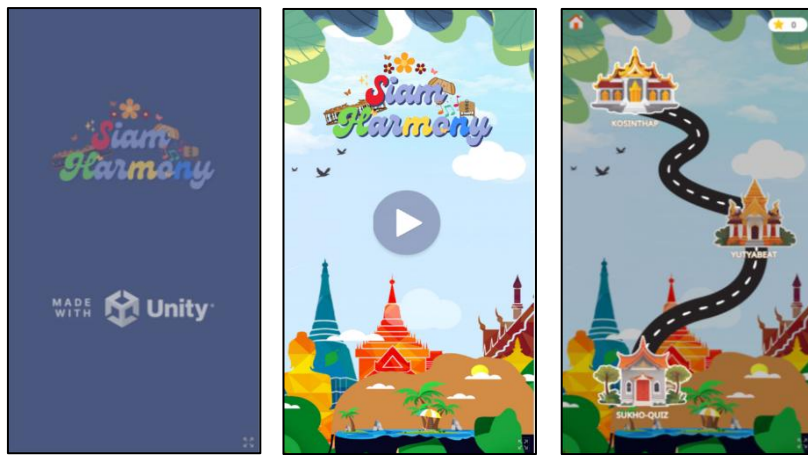 Siam
Harmony
MADE
WITH
Unity
Siam
Harmony
0
KOSINTHAP
YUTYABEAT
SUKHO-QUIZ